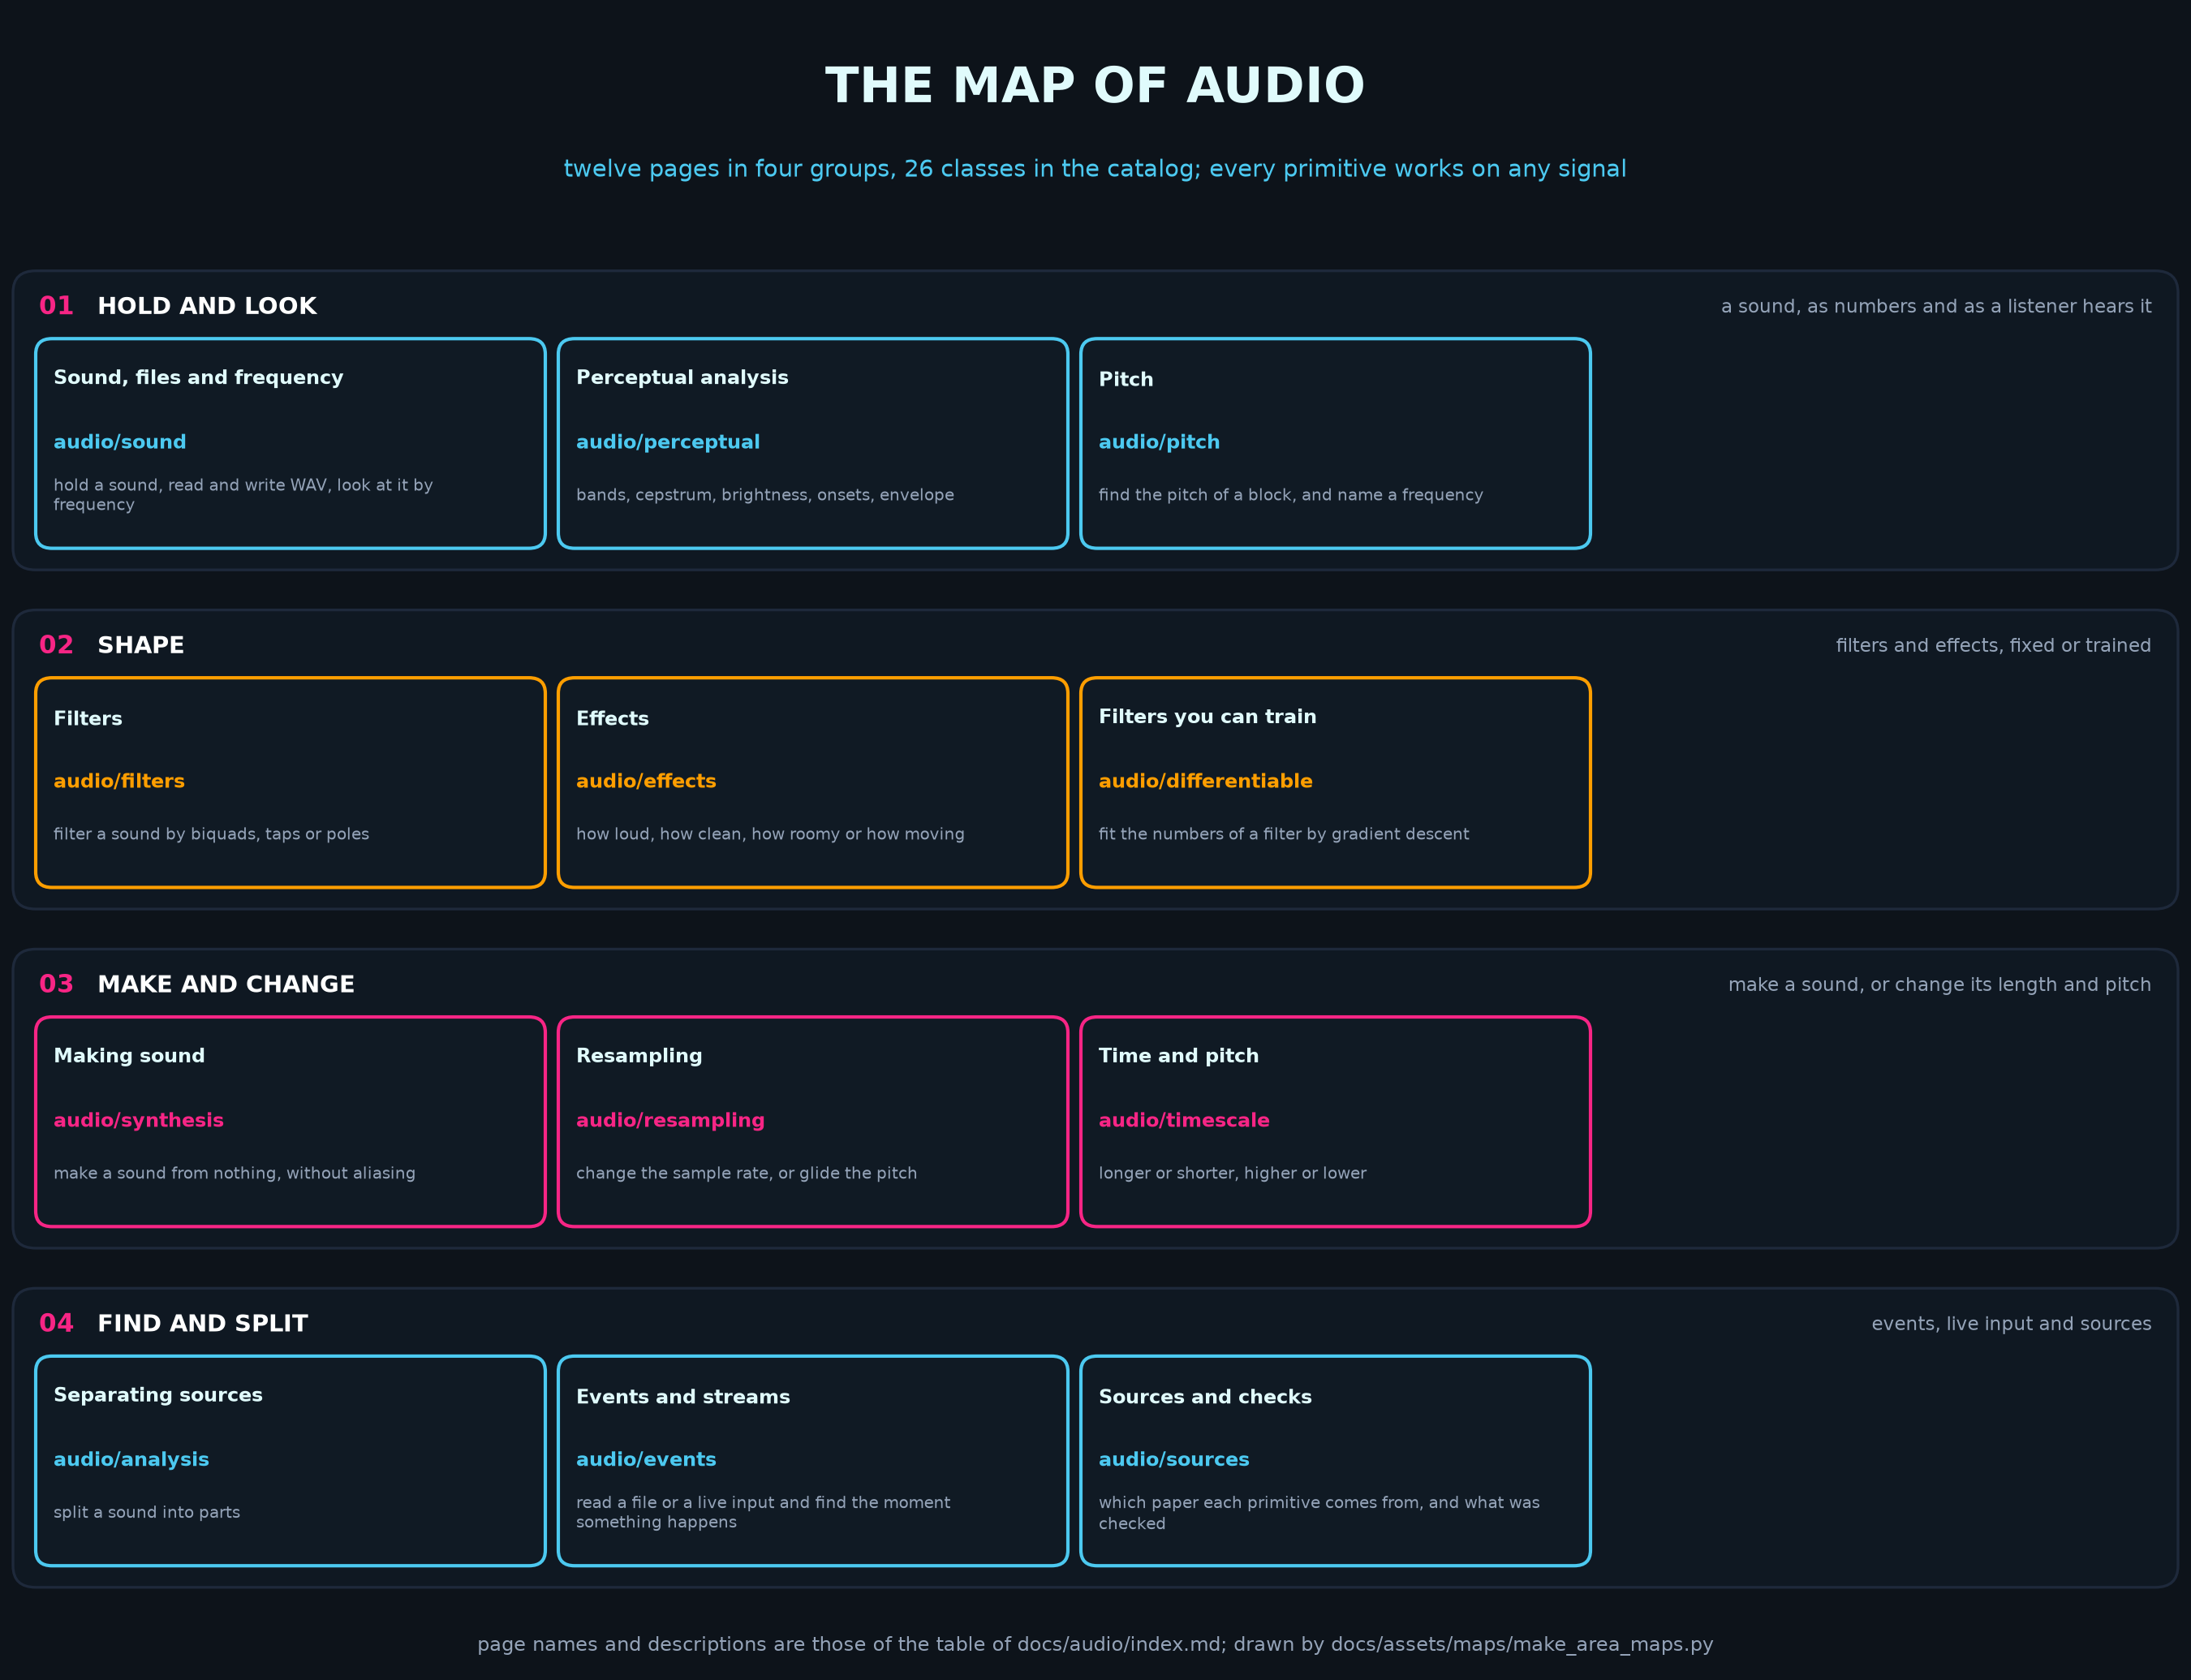 THE MAP OF AUDIO
twelve pages in four groups, 26 classes in the catalog; every primitive works on any signal
01 HOLD AND LOOK
a sound, as numbers and as a listener hears it
Sound, files and frequency
audio/sound
hold a sound, read and write WAV, look at it by
frequency
Perceptual analysis
audio/perceptual
bands, cepstrum, brightness, onsets, envelope
Pitch
audio/pitch
find the pitch of a block, and name a frequency
02 SHAPE
filters and effects, fixed or trained
Filters
audio/filters
filter a sound by biquads, taps or poles
Effects
audio/effects
how loud, how clean, how roomy or how moving
Filters you can train
audio/differentiable
fit the numbers of a filter by gradient descent
03 MAKE AND CHANGE
make a sound, or change its length and pitch
Making sound
audio/synthesis
make a sound from nothing, without aliasing
Resampling
audio/resampling
change the sample rate, or glide the pitch
Time and pitch
audio/timescale
longer or shorter, higher or lower
04 FIND AND SPLIT
events, live input and sources
Separating sources
audio/analysis
split a sound into parts
Events and streams
audio/events
read a file or a live input and find the moment
something happens
Sources and checks
audio/sources
which paper each primitive comes from, and what was
checked
page names and descriptions are those of the table of docs/audio/index.md; drawn by docs/assets/maps/make_area_maps.py